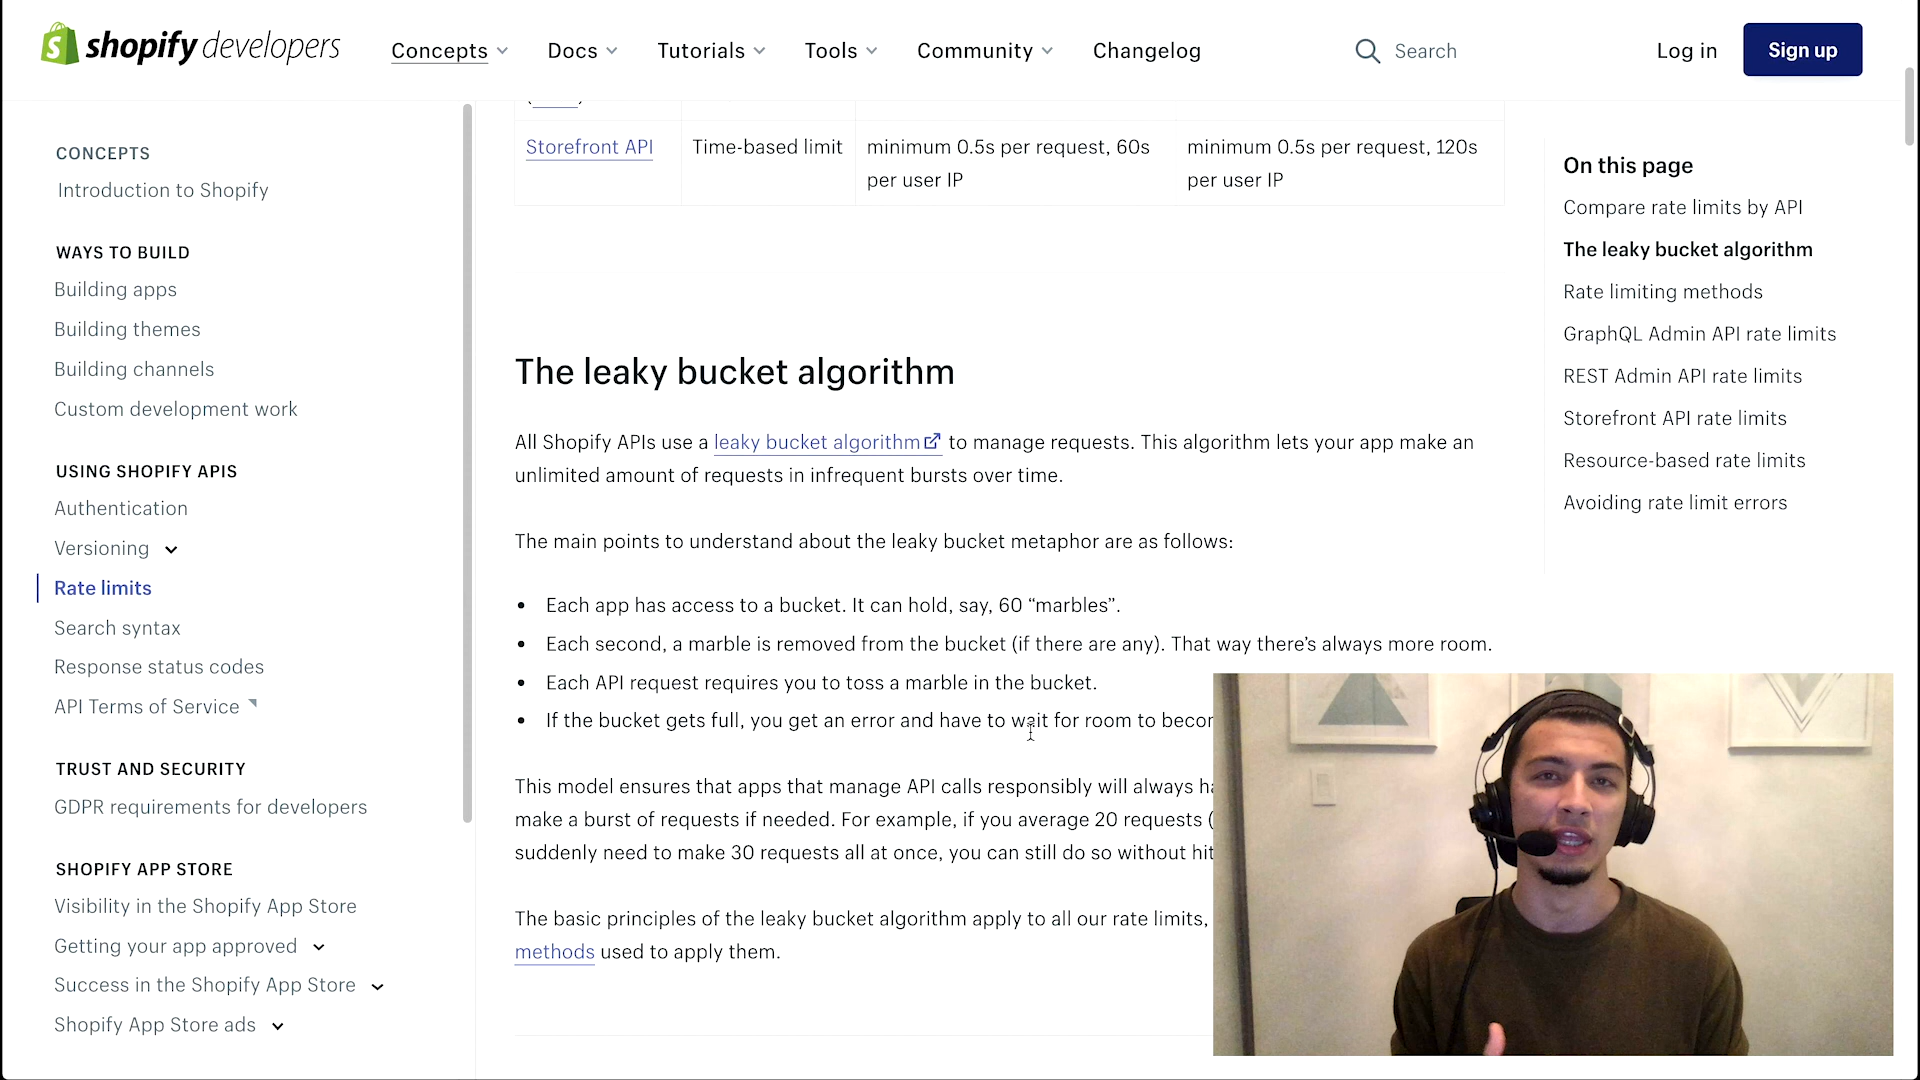 shopify developers
Concepts
Docs
Tutorials
Tools
Community
Changelog
Search
Log in
Sign up
CONCEPTS
Introduction to Shopify
WAYS TO BUILD
Building apps
Building themes
Building channels
Custom development work
USING SHOPIFY APIS
Authentication
Versioning
Rate limits
Search syntax
Response status codes
API Terms of Service
TRUST AND SECURITY
GDPR requirements for developers
SHOPIFY APP STORE
Visibility in the Shopify App Store
Getting your app approved
Success in the Shopify App Store
Shopify App Store ads
Storefront API
Time-based limit
minimum 0.5s per request, 60s
per user IP
minimum 0.5s per request, 120s
per user IP
The leaky bucket algorithm
All Shopify APIs use a leaky bucket algorithm to manage requests. This algorithm lets your app make an
unlimited amount of requests in infrequent bursts over time.
The main points to understand about the leaky bucket metaphor are as follows:
• Each app has access to a bucket. It can hold, say, 60 “marbles”.
• Each second, a marble is removed from the bucket (if there are any). That way there’s always more room.
• Each API request requires you to toss a marble in the bucket.
• If the bucket gets full, you get an error and have to wait for room to
This model ensures that apps that manage API calls responsibly will always
make a burst of requests if needed. For example, if you average 20 requests (
suddenly need to make 30 requests all at once, you can still do so without
The basic principles of the leaky bucket algorithm apply to all our rate limits,
methods used to apply them.
On this page
Compare rate limits by API
The leaky bucket algorithm
Rate limiting methods
GraphQL Admin API rate limits
REST Admin API rate limits
Storefront API rate limits
Resource-based rate limits
Avoiding rate limit errors